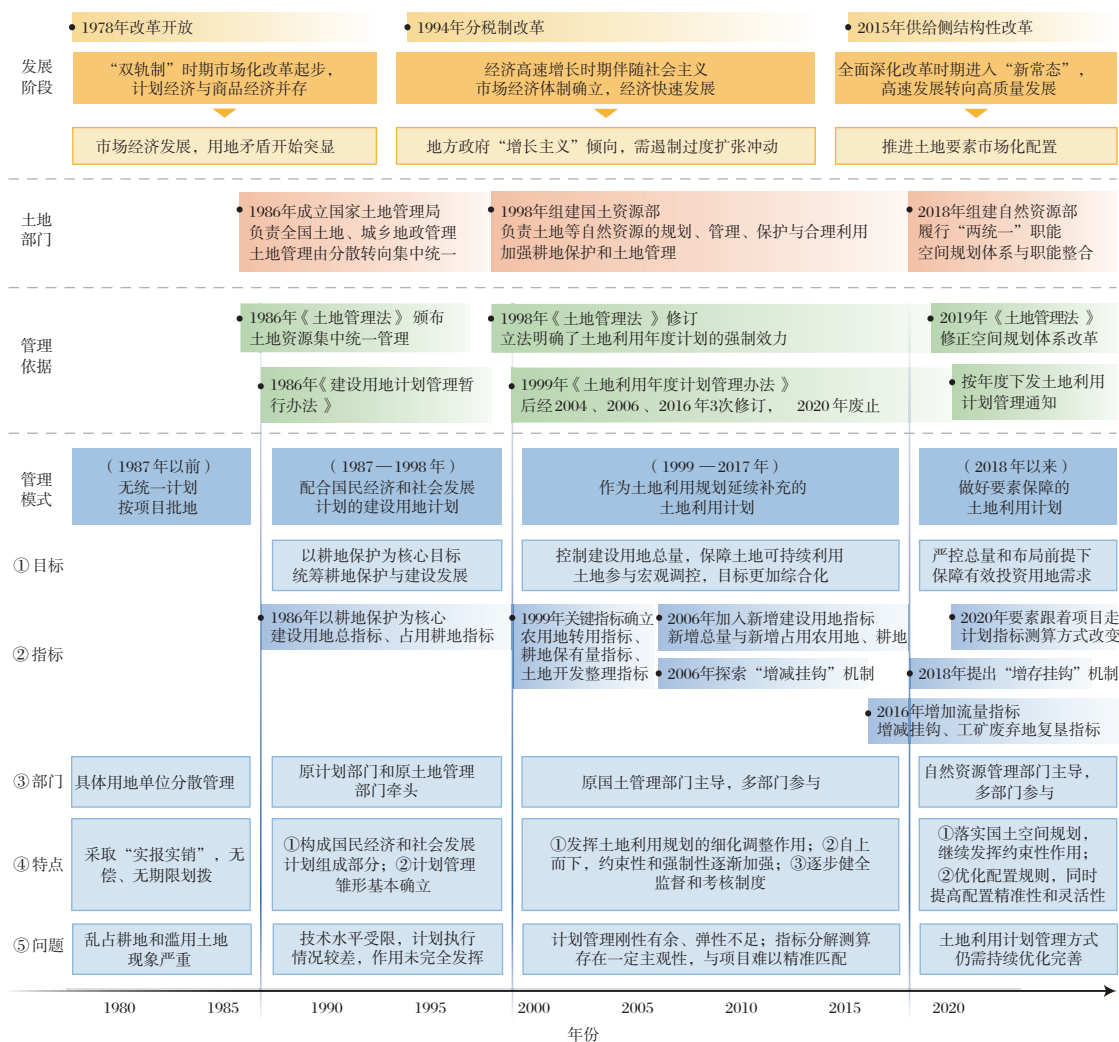 1978年改革开放
1994年分税制改革
2015年供给侧结构性改革
发展
阶段
“双轨制”时期市场化改革起步，
计划经济与商品经济并存
经济高速增长时期伴随社会主义
市场经济体制确立，经济快速发展
全面深化改革时期进入“新常态”，
高速发展转向高质量发展
市场经济发展，用地矛盾开始突显
地方政府“增长主义”倾向，需遏制过度扩张冲动
推进土地要素市场化配置
土地
部门
1986年成立国家土地管理局
负责全国土地、城乡地政管理
土地管理由分散转向集中统一
1998年组建国土资源部
负责土地等自然资源的规划、管理、保护与合理利用
加强耕地保护和土地管理
2018年组建自然资源部
履行“两统一”职能
空间规划体系与职能整合
管理
依据
1986年《土地管理法》 颁布
土地资源集中统一管理
1998年《土地管理法 》修订
立法明确了土地利用年度计划的强制效力
2019年《土地管理法 》
修正空间规划体系改革
1986年《建设用地计划管理暂
行办法 》
1999年《土地利用年度计划管理办法 》
后经 2004 、2006 、2016 年3次修订， 2020 年废止
按年度下发土地利用
计划管理通知
管理
模式
（1987 年以前）
无统一计划
按项目批地
（1987—1998 年）
配合国民经济和社会发展
计划的建设用地计划
（1999 —2017 年）
作为土地利用规划延续补充的
土地利用计划
（2018 年以来）
做好要素保障的
土地利用计划
①目标
以耕地保护为核心目标
统筹耕地保护与建设发展
控制建设用地总量，保障土地可持续利用
土地参与宏观调控，目标更加综合化
严控总量和布局前提下
保障有效投资用地需求
②指标
1986年以耕地保护为核心
建设用地总指标、占用耕地指标
1999年关键指标确立
农用地转用指标、
耕地保有量指标、
土地开发整理指标
2006年加入新增建设用地指标
新增总量与新增占用农用地、耕地
2020年要素跟着项目走
计划指标测算方式改变
2006年探索“增减挂钩”机制
2018年提出“增存挂钩”机制
2016年增加流量指标
增减挂钩、工矿废弃地复垦指标
③部门
具体用地单位分散管理
原计划部门和原土地管理
部门牵头
原国土管理部门主导，多部门参与
自然资源管理部门主导，
多部门参与
④特点
采取“实报实销”，无
偿、无期限划拨
①构成国民经济和社会发展
计划组成部分；②计划管理
雏形基本确立
①发挥土地利用规划的细化调整作用；②自上
而下，约束性和强制性逐渐加强；③逐步健全
监督和考核制度
①落实国土空间规划，
继续发挥约束性作用；
②优化配置规则，同时
提高配置精准性和灵活性
⑤问题
乱占耕地和滥用土地
现象严重
技术水平受限，计划执行
情况较差，作用未完全发挥
计划管理刚性有余、弹性不足；指标分解测算
存在一定主观性，与项目难以精准匹配
土地利用计划管理方式
仍需持续优化完善
1980 1985 1990 1995 2000 2005 2010 2015 2020
年份